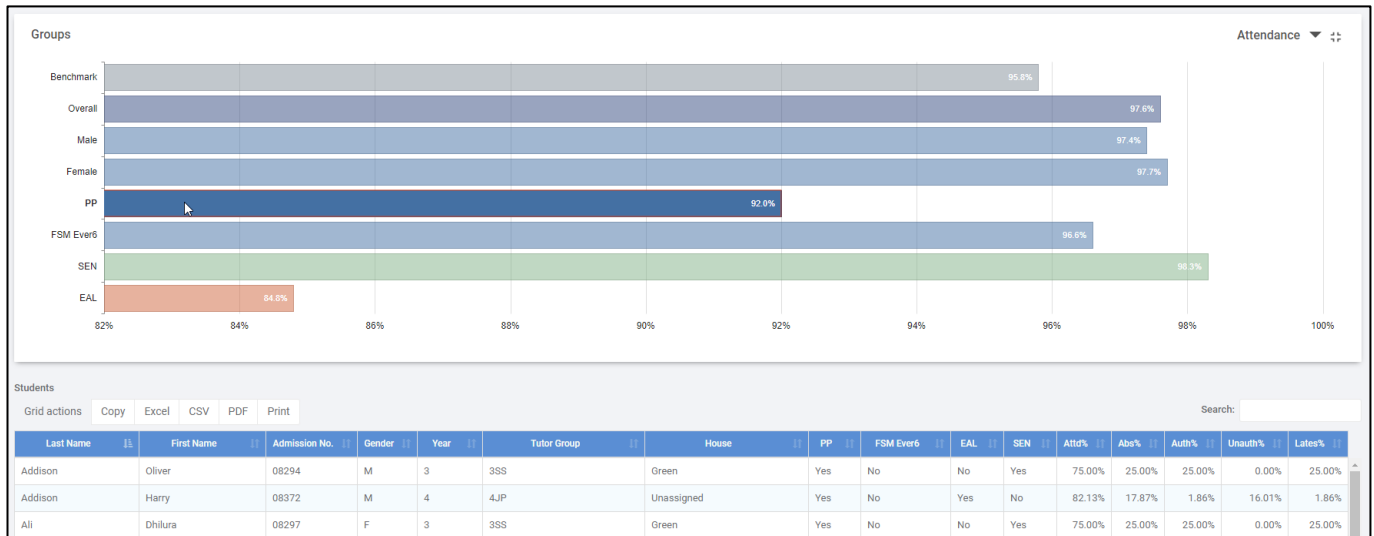 Groups Attendance
Benchmark 95.8%
Overall 97.6%
Male 97.4%
Female 97.7%
PP 92.0%
FSM Ever6 96.6%
SEN 98.3%
EAL 84.8%
82% 84% 86% 88% 90% 92% 94% 96% 98% 100%
Students
Grid actions Copy Excel CSV PDF Print Search:
Last Name First Name Admission No. Gender Year Tutor Group House PP FSM Ever6 EAL SEN Attd% Abs% Auth% Unauth% Lates%
Addison Oliver 08294 M 3 3SS Green Yes No No Yes 75.00% 25.00% 25.00% 0.00% 25.00%
Addison Harry 08372 M 4 4JP Unassigned Yes No Yes No 82.13% 17.87% 1.86% 16.01% 1.86%
Ali Dhilura 08297 F 3 3SS Green Yes No No Yes 75.00% 25.00% 25.00% 0.00% 25.00%